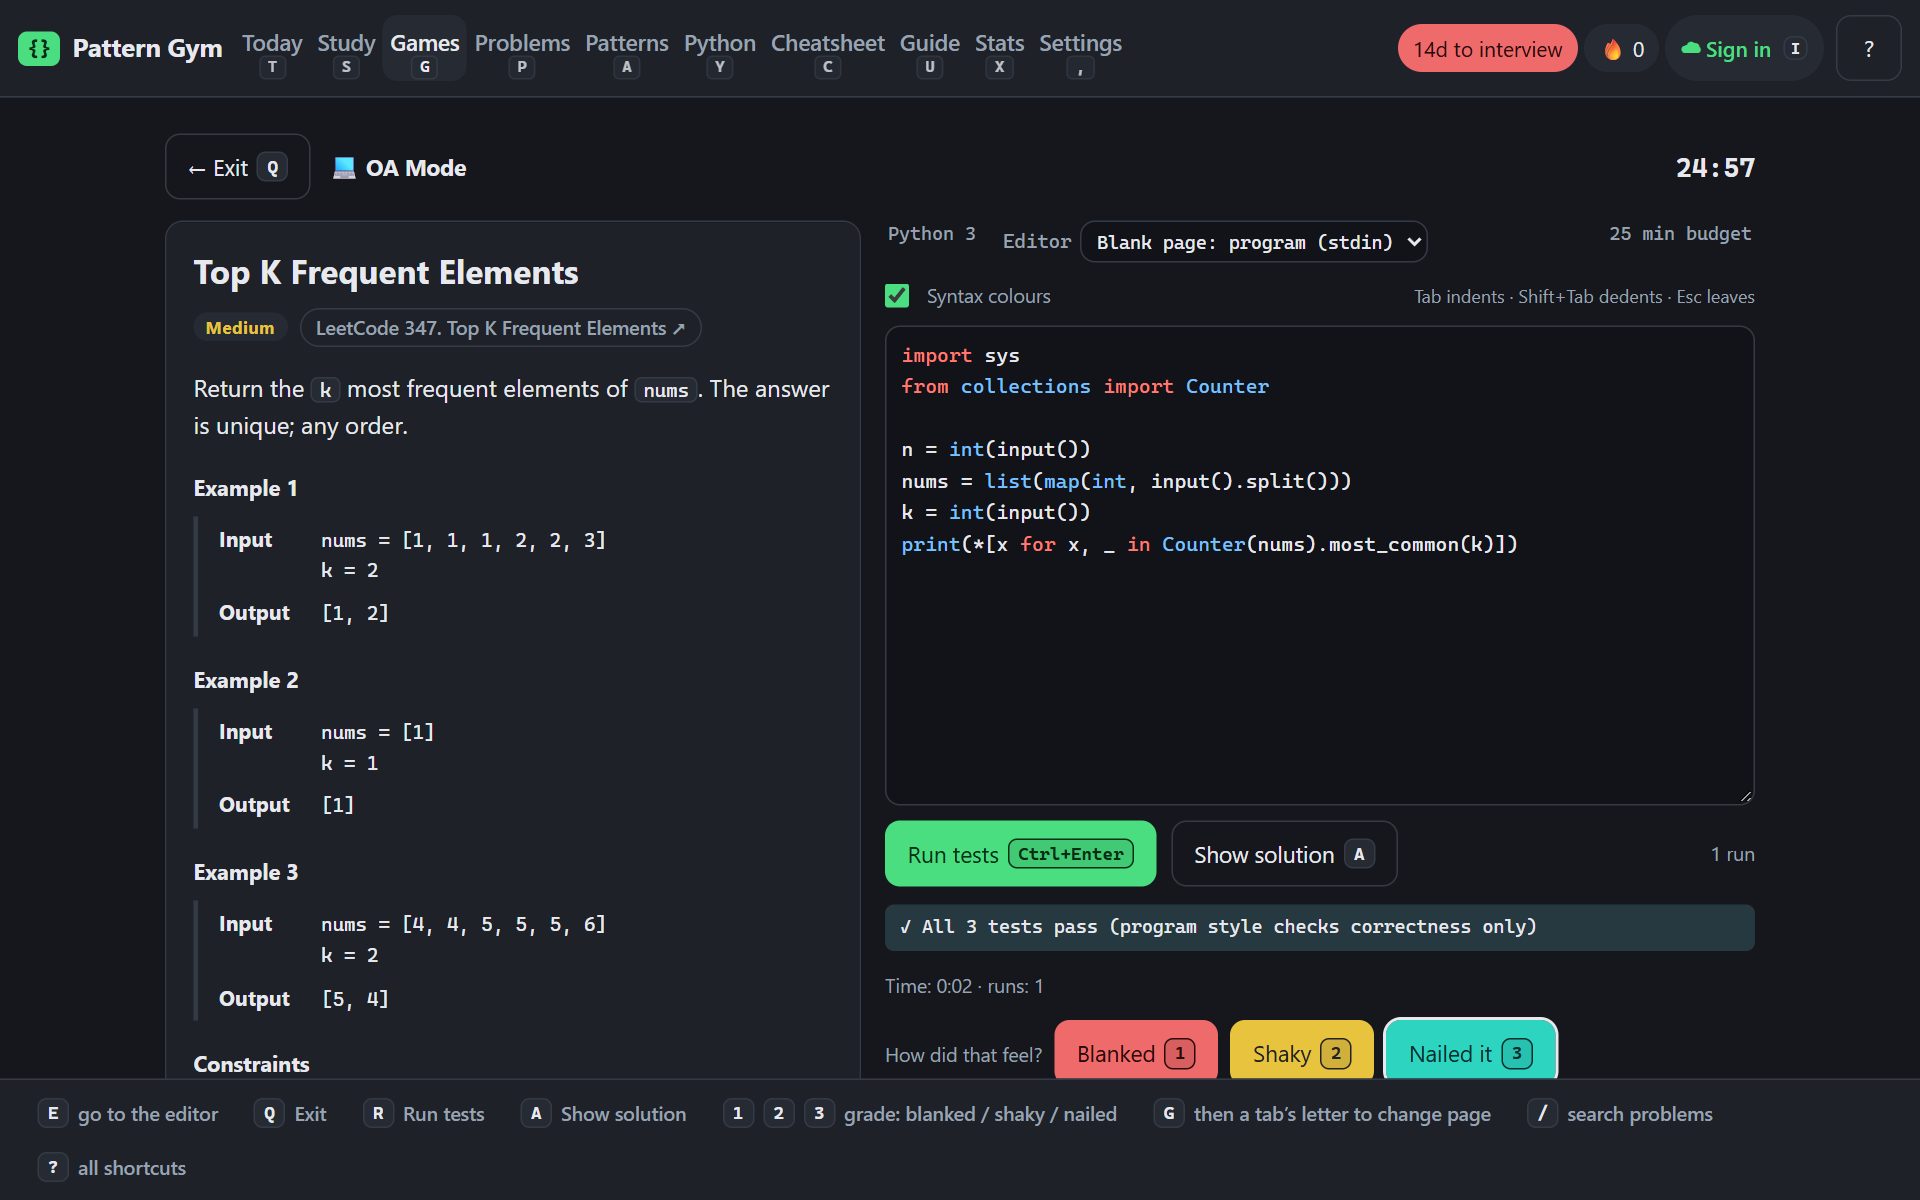 {} Pattern Gym Today Study Games Problems Patterns Python Cheatsheet Guide Stats Settings 14d to interview 0 Sign in I ?
T S G P A Y C U X ,
← Exit Q OA Mode 24:57
Top K Frequent Elements
Medium LeetCode 347. Top K Frequent Elements ↗
Return the k most frequent elements of nums. The answer
is unique; any order.
Example 1
Input nums = [1, 1, 1, 2, 2, 3]
k = 2
Output [1, 2]
Example 2
Input nums = [1]
k = 1
Output [1]
Example 3
Input nums = [4, 4, 5, 5, 5, 6]
k = 2
Output [5, 4]
Constraints
Python 3 Editor Blank page: program (stdin) 25 min budget
Syntax colours Tab indents · Shift+Tab dedents · Esc leaves
import sys
from collections import Counter
n = int(input())
nums = list(map(int, input().split()))
k = int(input())
print(*[x for x, _ in Counter(nums).most_common(k)])
Run tests Ctrl+Enter Show solution A 1 run
✓ All 3 tests pass (program style checks correctness only)
Time: 0:02 · runs: 1
How did that feel? Blanked 1 Shaky 2 Nailed it 3
E go to the editor Q Exit R Run tests A Show solution 1 2 3 grade: blanked / shaky / nailed G then a tab’s letter to change page / search problems
? all shortcuts